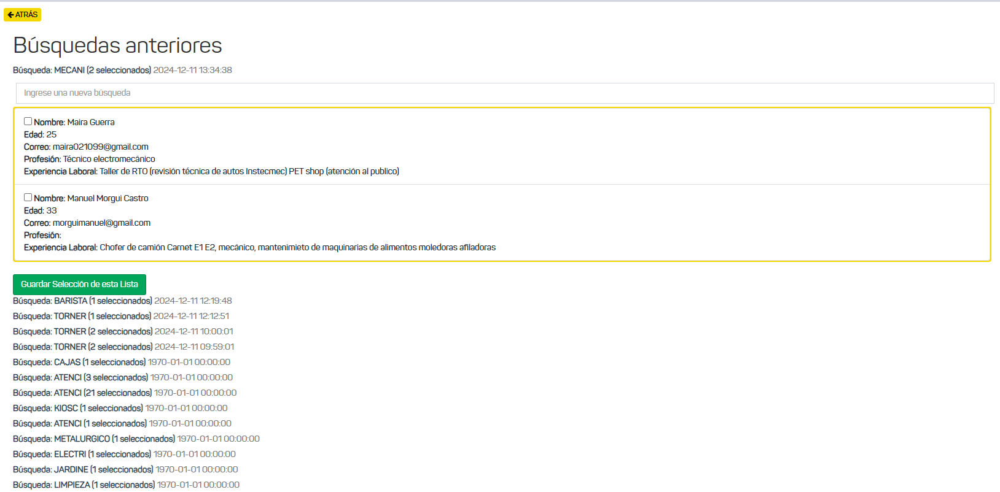 ATRÁS
Búsquedas anteriores
Búsqueda: MECANI (2 seleccionados) 2024-12-11 13:34:38
Ingrese una nueva búsqueda
Nombre: Maira Guerra
Edad: 25
Correo: maira021099@gmail.com
Profesión: Técnico electromecánico
Experiencia Laboral: Taller de RTO (revisión técnica de autos Instecmec) PET shop (atención al publico)
Nombre: Manuel Morgui Castro
Edad: 33
Correo: morguimanuel@gmail.com
Profesión:
Experiencia Laboral: Chofer de camión Carnet E1 E2, mecánico, mantenimieto de maquinarias de alimentos moledoras afiladoras
Guardar Selección de esta Lista
Búsqueda: BARISTA (1 seleccionados) 2024-12-11 12:19:48
Búsqueda: TORNER (1 seleccionados) 2024-12-11 12:12:51
Búsqueda: TORNER (2 seleccionados) 2024-12-11 10:00:01
Búsqueda: TORNER (2 seleccionados) 2024-12-11 09:59:01
Búsqueda: CAJAS (1 seleccionados) 1970-01-01 00:00:00
Búsqueda: ATENCI (3 seleccionados) 1970-01-01 00:00:00
Búsqueda: ATENCI (21 seleccionados) 1970-01-01 00:00:00
Búsqueda: KIOSC (1 seleccionados) 1970-01-01 00:00:00
Búsqueda: ATENCI (1 seleccionados) 1970-01-01 00:00:00
Búsqueda: METALURGICO (1 seleccionados) 1970-01-01 00:00:00
Búsqueda: ELECTRI (1 seleccionados) 1970-01-01 00:00:00
Búsqueda: JARDINE (1 seleccionados) 1970-01-01 00:00:00
Búsqueda: LIMPIEZA (1 seleccionados) 1970-01-01 00:00:00